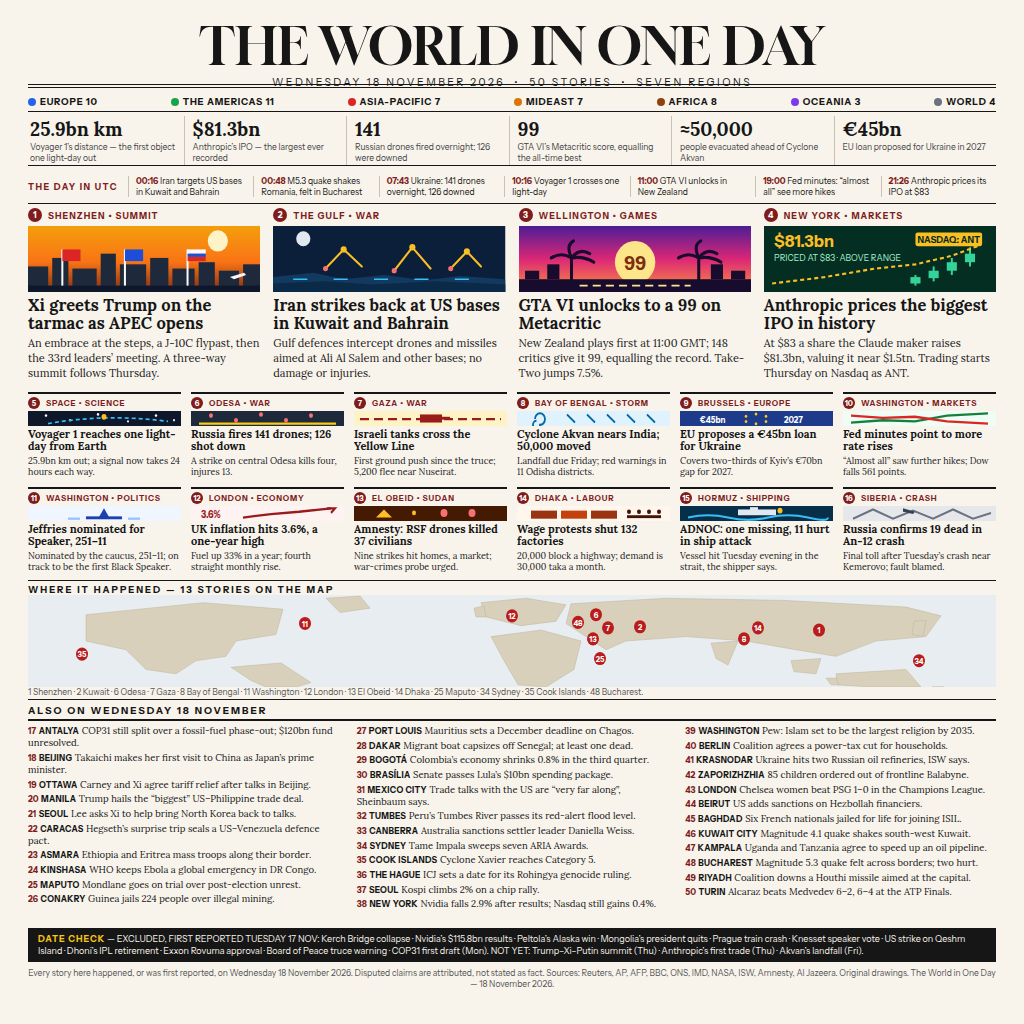 THE WORLD IN ONE DAY
WEDNESDAY 18 NOVEMBER 2026 • 50 STORIES • SEVEN REGIONS
EUROPE 10
THE AMERICAS 11
ASIA-PACIFIC 7
MIDEAST 7
AFRICA 8
OCEANIA 3
WORLD 4
25.9bn km
Voyager 1's distance — the first object
one light-day out
$81.3bn
Anthropic's IPO — the largest ever
recorded
141
Russian drones fired overnight; 126
were downed
99
GTA VI's Metacritic score, equalling
the all-time best
≈50,000
people evacuated ahead of Cyclone
Akvan
€45bn
EU loan proposed for Ukraine in 2027
THE DAY IN UTC
00:16 Iran targets US bases
in Kuwait and Bahrain
00:48 M5.3 quake shakes
Romania, felt in Bucharest
07:43 Ukraine; 141 drones
overnight, 126 downed
10:16 Voyager 1 crosses one
light-day
11:00 GTA VI unlocks in
New Zealand
19:00 Fed minutes: “almost
all” see more hikes
21:26 Anthropic prices its
IPO at $83
1 SHENZHEN • SUMMIT
Xi greets Trump on the
tarmac as APEC opens
An embrace at the steps, a J-10C flypast, then
the 33rd leaders’ meeting. A three-way
summit follows Thursday.
2 THE GULF • WAR
Iran strikes back at US bases
in Kuwait and Bahrain
Gulf defences intercept drones and missiles
aimed at Ali Al Salem and other bases; no
damage or injuries.
3 WELLINGTON • GAMES
99
GTA VI unlocks to a 99 on
Metacritic
New Zealand plays first at 11:00 GMT; 148
critics give it 99, equalling the record. Take-
Two jumps 7.5%.
4 NEW YORK • MARKETS
$81.3bn
NASDAQ: ANT
PRICED AT $83 · ABOVE RANGE
Anthropic prices the biggest
IPO in history
At $83 a share the Claude maker raises
$81.3bn, valuing it near $1.5tn. Trading starts
Thursday on Nasdaq as ANT.
5 SPACE • SCIENCE
Voyager 1 reaches one light-
day from Earth
25.9bn km out; a signal now takes 24
hours each way.
6 ODESA • WAR
Russia fires 141 drones; 126
shot down
A strike on central Odesa kills four,
injures 13.
7 GAZA • WAR
Israeli tanks cross the
Yellow Line
First ground push since the truce;
5,200 flee near Nuseirat.
8 BAY OF BENGAL • STORM
Cyclone Akvan nears India;
50,000 moved
Landfall due Friday; red warnings in
11 Odisha districts.
9 BRUSSELS • EUROPE
€45bn 2027
EU proposes a €45bn loan
for Ukraine
Covers two-thirds of Kyiv's €70bn
gap for 2027.
10 WASHINGTON • MARKETS
Fed minutes point to more
rate rises
“Almost all” saw further hikes; Dow
falls 561 points.
11 WASHINGTON • POLITICS
Jeffries nominated for
Speaker, 251–11
Nominated by the caucus, 251–11; on
track to be the first Black Speaker.
12 LONDON • ECONOMY
3.6%
UK inflation hits 3.6%, a
one-year high
Fuel up 33% in a year; fourth
straight monthly rise.
13 EL OBEID • SUDAN
Amnesty: RSF drones killed
37 civilians
Nine strikes hit homes, a market;
war-crimes probe urged.
14 DHAKA • LABOUR
Wage protests shut 132
factories
20,000 block a highway; demand is
30,000 taka a month.
15 HORMUZ • SHIPPING
ADNOC: one missing, 11 hurt
in ship attack
Vessel hit Tuesday evening in the
strait, the shipper says.
16 SIBERIA • CRASH
Russia confirms 19 dead in
An-12 crash
Final toll after Tuesday's crash near
Kemerovo; fault blamed.
WHERE IT HAPPENED — 13 STORIES ON THE MAP
35
11
12
48
6
7
13
25
2
8
14
1
34
1 Shenzhen · 2 Kuwait · 6 Odesa · 7 Gaza · 8 Bay of Bengal · 11 Washington · 12 London · 13 El Obeid · 14 Dhaka · 25 Maputo · 34 Sydney · 35 Cook Islands · 48 Bucharest.
ALSO ON WEDNESDAY 18 NOVEMBER
17 ANTALYA COP31 still split over a fossil-fuel phase-out; $120bn fund
unresolved.
18 BEIJING Takaichi makes her first visit to China as Japan's prime
minister.
19 OTTAWA Carney and Xi agree tariff relief after talks in Beijing.
20 MANILA Trump hails the “biggest” US–Philippine trade deal.
21 SEOUL Lee asks Xi to help bring North Korea back to talks.
22 CARACAS Hegseth's surprise trip seals a US–Venezuela defence
pact.
23 ASMARA Ethiopia and Eritrea mass troops along their border.
24 KINSHASA WHO keeps Ebola a global emergency in DR Congo.
25 MAPUTO Mondlane goes on trial over post-election unrest.
26 CONAKRY Guinea jails 224 people over illegal mining.
27 PORT LOUIS Mauritius sets a December deadline on Chagos.
28 DAKAR Migrant boat capsizes off Senegal; at least one dead.
29 BOGOTÁ Colombia's economy shrinks 0.8% in the third quarter.
30 BRASÍLIA Senate passes Lula's $10bn spending package.
31 MEXICO CITY Trade talks with the US are “very far along”,
Sheinbaum says.
32 TUMBES Peru's Tumbes River passes its red-alert flood level.
33 CANBERRA Australia sanctions settler leader Daniella Weiss.
34 SYDNEY Tame Impala sweeps seven ARIA Awards.
35 COOK ISLANDS Cyclone Xavier reaches Category 5.
36 THE HAGUE ICJ sets a date for its Rohingya genocide ruling.
37 SEOUL Kospi climbs 2% on a chip rally.
38 NEW YORK Nvidia falls 2.9% after results; Nasdaq still gains 0.4%.
39 WASHINGTON Pew: Islam set to be the largest religion by 2035.
40 BERLIN Coalition agrees a power-tax cut for households.
41 KRASNODAR Ukraine hits two Russian oil refineries, ISW says.
42 ZAPORIZHZHIA 85 children ordered out of frontline Balabyne.
43 LONDON Chelsea women beat PSG 1–0 in the Champions League.
44 BEIRUT US adds sanctions on Hezbollah financiers.
45 BAGHDAD Six French nationals jailed for life for joining ISIL.
46 KUWAIT CITY Magnitude 4.1 quake shakes south-west Kuwait.
47 KAMPALA Uganda and Tanzania agree to speed up an oil pipeline.
48 BUCHAREST Magnitude 5.3 quake felt across borders; two hurt.
49 RIYADH Coalition downs a Houthi missile aimed at the capital.
50 TURIN Alcaraz beats Medvedev 6–2, 6–4 at the ATP Finals.
DATE CHECK — EXCLUDED, FIRST REPORTED TUESDAY 17 NOV: Kerch Bridge collapse · Nvidia's $115.8bn results · Peltola's Alaska win · Mongolia's president quits · Prague train crash · Knesset speaker vote · US strike on Qeshm
Island · Dhoni's IPL retirement · Exxon Rovuma approval · Board of Peace truce warning · COP31 first draft (Mon). NOT YET: Trump–Xi–Putin summit (Thu) · Anthropic's first trade (Thu) · Akvan's landfall (Fri).
Every story here happened, or was first reported, on Wednesday 18 November 2026. Disputed claims are attributed, not stated as fact. Sources: Reuters, AP, AFP, BBC, ONS, IMD, NASA, ISW, Amnesty, Al Jazeera. Original drawings. The World in One Day
— 18 November 2026.